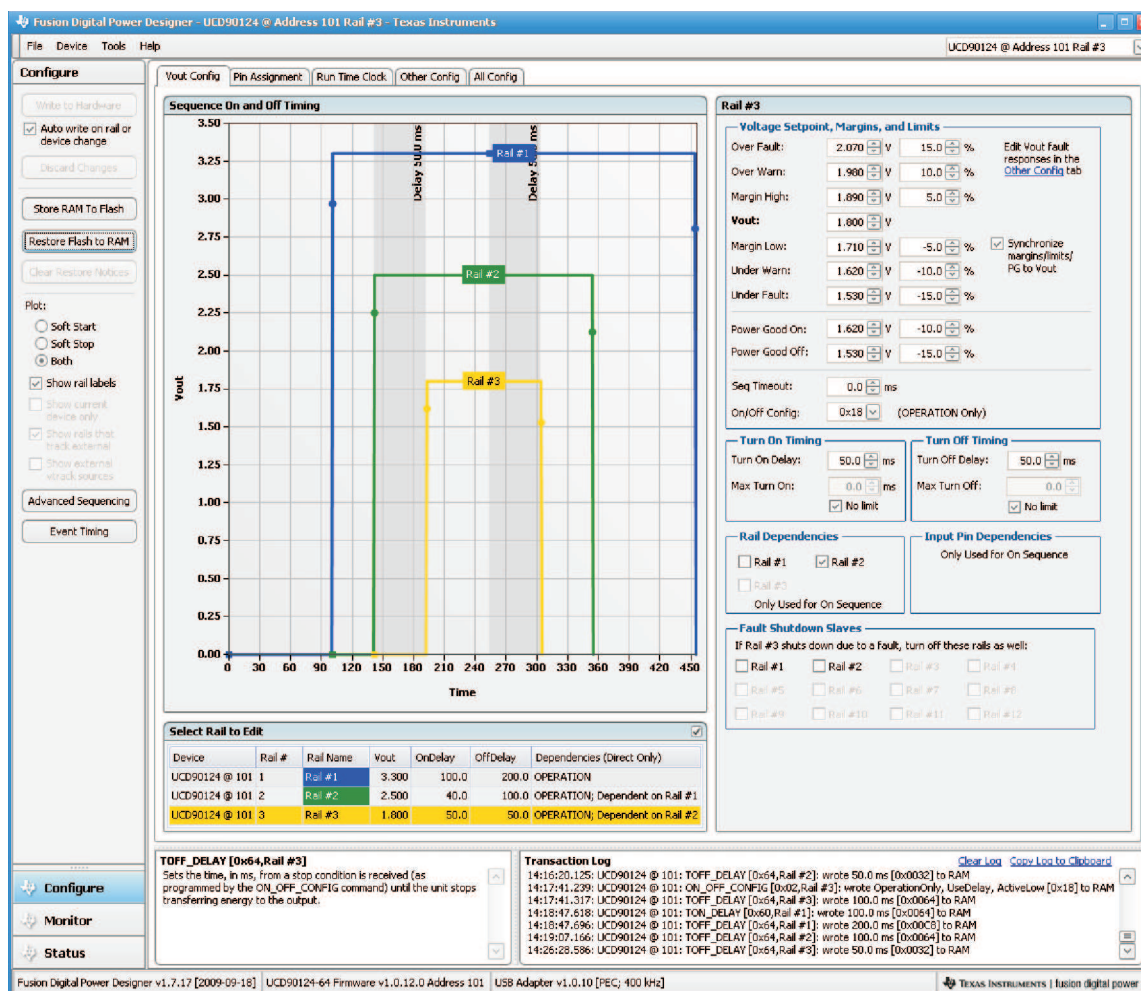 Fusion Digital Power Designer - UCD90124 @ Address 101 Rail #3 - Texas Instruments
File Device Tools Help
UCD90124 @ Address 101 Rail #3
Configure
Write to Hardware
Auto write on rail or
device change
Discard Changes
Store RAM To Flash
Restore Flash to RAM
Clear Restore Notices
Plot:
Soft Start
Soft Stop
Both
Show rail labels
Show current
device only
Show rails that
track external
Show external
vtrack sources
Advanced Sequencing
Event Timing
Vout Config Pin Assignment Run Time Clock Other Config All Config
Sequence On and Off Timing
3.50
3.25
3.00
2.75
2.50
2.25
2.00
1.75
1.50
1.25
1.00
0.75
0.50
0.25
0.00
Vout
Delay 50.0 ms
Delay 50.0 ms
Rail #1
Rail #2
Rail #3
0 30 60 90 120 150 180 210 240 270 300 330 360 390 420 450
Time
Select Rail to Edit
Device Rail # Rail Name Vout OnDelay OffDelay Dependencies (Direct Only)
UCD90124 @ 101 1 Rail #1 3.300 100.0 200.0 OPERATION
UCD90124 @ 101 2 Rail #2 2.500 40.0 100.0 OPERATION; Dependent on Rail #1
UCD90124 @ 101 3 Rail #3 1.800 50.0 50.0 OPERATION; Dependent on Rail #2
Rail #3
Voltage Setpoint, Margins, and Limits
Over Fault: 2.070 V 15.0 %
Over Warn: 1.980 V 10.0 %
Margin High: 1.890 V 5.0 %
Vout: 1.800 V
Margin Low: 1.710 V -5.0 %
Under Warn: 1.620 V -10.0 %
Under Fault: 1.530 V -15.0 %
Edit Vout fault
responses in the
Other Config tab
Synchronize
margins/limits/
PG to Vout
Power Good On: 1.620 V -10.0 %
Power Good Off: 1.530 V -15.0 %
Seq Timeout: 0.0 ms
On/Off Config: 0x18 (OPERATION Only)
Turn On Timing
Turn On Delay: 50.0 ms
Max Turn On: 0.0 ms
No limit
Turn Off Timing
Turn Off Delay: 50.0 ms
Max Turn Off: 0.0
No limit
Rail Dependencies
Rail #1 Rail #2
Rail #3
Only Used for On Sequence
Input Pin Dependencies
Only Used for On Sequence
Fault Shutdown Slaves
If Rail #3 shuts down due to a fault, turn off these rails as well:
Rail #1 Rail #2 Rail #3 Rail #4
Rail #5 Rail #6 Rail #7 Rail #8
Rail #9 Rail #10 Rail #11 Rail #12
Configure
Monitor
Status
TOFF_DELAY [0x64,Rail #3]
Sets the time, in ms, from a stop condition is received (as
programmed by the ON_OFF_CONFIG command) until the unit stops
transferring energy to the output.
Transaction Log Clear Log Copy Log to Clipboard
14:16:20.125: UCD90124 @ 101: TOFF_DELAY [0x64,Rail #2]: wrote 50.0 ms [0x0032] to RAM
14:17:41.239: UCD90124 @ 101: ON_OFF_CONFIG [0x02,Rail #3]: wrote OperationOnly, UseDelay, ActiveLow [0x18] to RAM
14:17:41.317: UCD90124 @ 101: TOFF_DELAY [0x64,Rail #3]: wrote 100.0 ms [0x0064] to RAM
14:18:47.618: UCD90124 @ 101: TON_DELAY [0x60,Rail #1]: wrote 100.0 ms [0x0064] to RAM
14:18:47.696: UCD90124 @ 101: TOFF_DELAY [0x64,Rail #1]: wrote 200.0 ms [0x00C8] to RAM
14:19:07.166: UCD90124 @ 101: TOFF_DELAY [0x64,Rail #2]: wrote 100.0 ms [0x0064] to RAM
14:26:28.586: UCD90124 @ 101: TOFF_DELAY [0x64,Rail #3]: wrote 50.0 ms [0x0032] to RAM
Fusion Digital Power Designer v1.7.17 [2009-09-18] UCD90124-64 Firmware v1.0.12.0 Address 101 USB Adapter v1.0.10 [PEC; 400 kHz] TEXAS INSTRUMENTS | fusion digital power